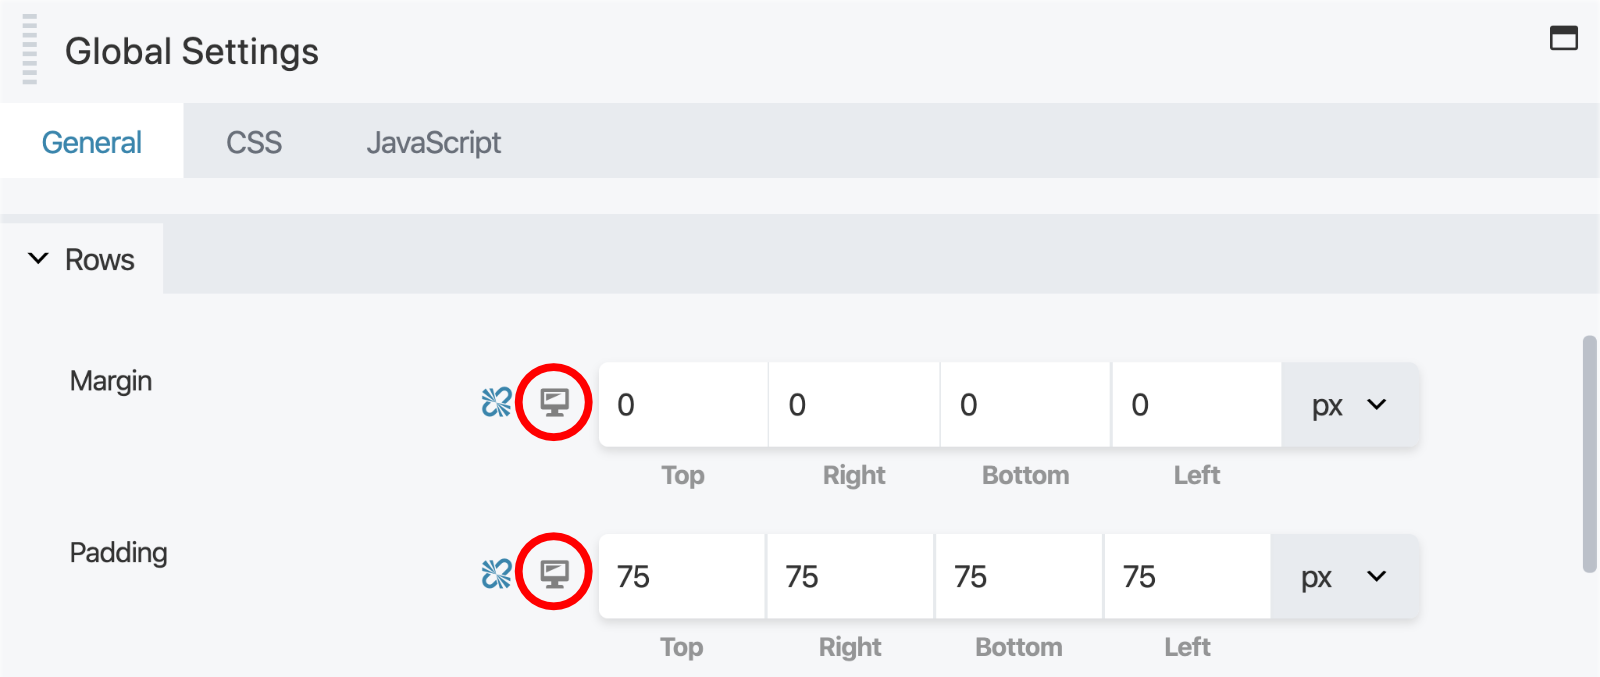 Global Settings
General CSS JavaScript
Rows
Margin 0 0 0 0 px
Top Right Bottom Left
Padding 75 75 75 75 px
Top Right Bottom Left